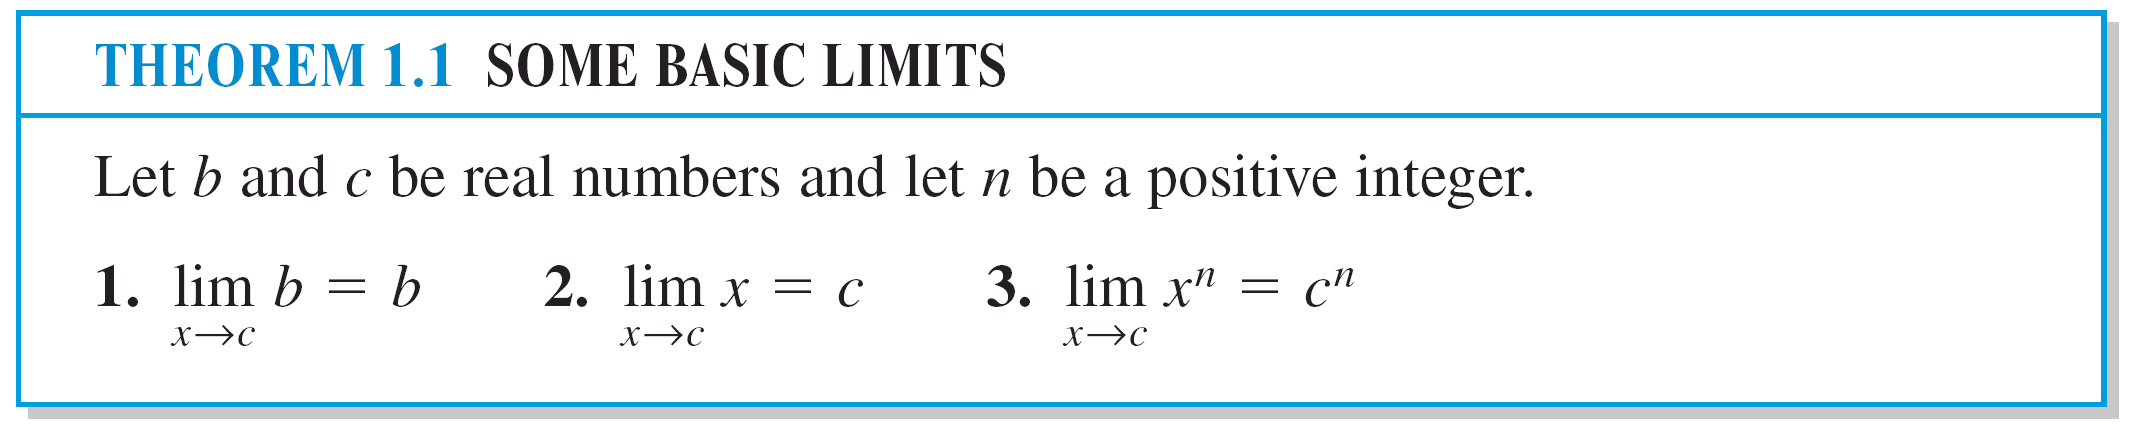 THEOREM 1.1 SOME BASIC LIMITS
Let b and c be real numbers and let n be a positive integer.
1. lim x→c b = b 2. lim x→c x = c 3. lim x→c xⁿ = cⁿ